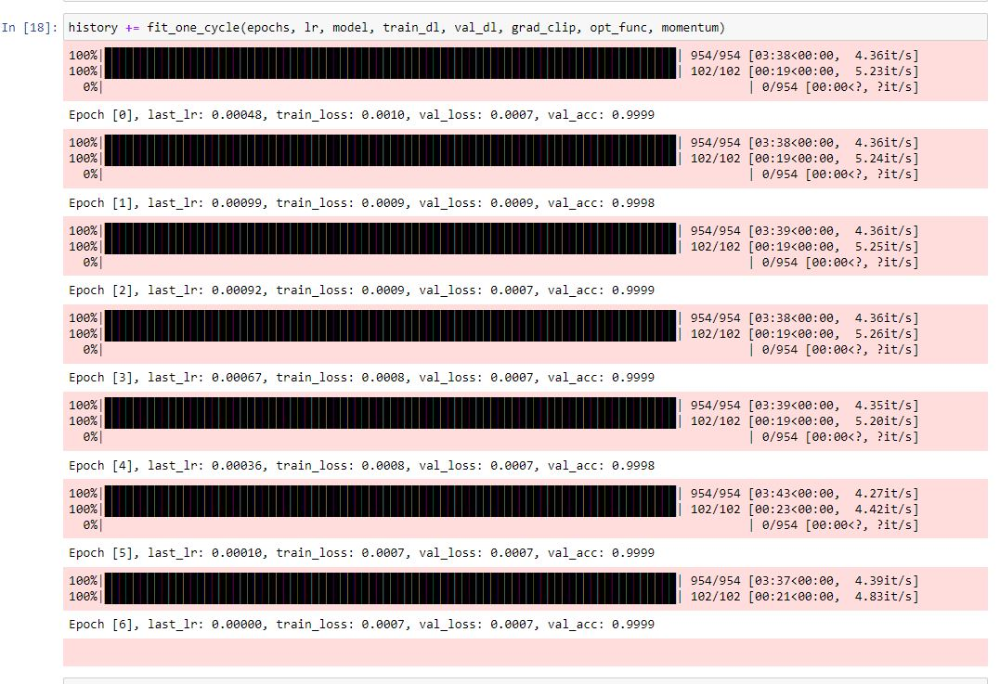 In [18]: history += fit_one_cycle(epochs, lr, model, train_dl, val_dl, grad_clip, opt_func, momentum)
100%| | 954/954 [03:38<00:00, 4.36it/s]
100%| | 102/102 [00:19<00:00, 5.23it/s]
0%| | 0/954 [00:00<?, ?it/s]
Epoch [0], last_lr: 0.00048, train_loss: 0.0010, val_loss: 0.0007, val_acc: 0.9999
100%| | 954/954 [03:38<00:00, 4.36it/s]
100%| | 102/102 [00:19<00:00, 5.24it/s]
0%| | 0/954 [00:00<?, ?it/s]
Epoch [1], last_lr: 0.00099, train_loss: 0.0009, val_loss: 0.0009, val_acc: 0.9998
100%| | 954/954 [03:39<00:00, 4.36it/s]
100%| | 102/102 [00:19<00:00, 5.25it/s]
0%| | 0/954 [00:00<?, ?it/s]
Epoch [2], last_lr: 0.00092, train_loss: 0.0009, val_loss: 0.0007, val_acc: 0.9999
100%| | 954/954 [03:38<00:00, 4.36it/s]
100%| | 102/102 [00:19<00:00, 5.26it/s]
0%| | 0/954 [00:00<?, ?it/s]
Epoch [3], last_lr: 0.00067, train_loss: 0.0008, val_loss: 0.0007, val_acc: 0.9999
100%| | 954/954 [03:39<00:00, 4.35it/s]
100%| | 102/102 [00:19<00:00, 5.20it/s]
0%| | 0/954 [00:00<?, ?it/s]
Epoch [4], last_lr: 0.00036, train_loss: 0.0008, val_loss: 0.0007, val_acc: 0.9998
100%| | 954/954 [03:43<00:00, 4.27it/s]
100%| | 102/102 [00:23<00:00, 4.42it/s]
0%| | 0/954 [00:00<?, ?it/s]
Epoch [5], last_lr: 0.00010, train_loss: 0.0007, val_loss: 0.0007, val_acc: 0.9999
100%| | 954/954 [03:37<00:00, 4.39it/s]
100%| | 102/102 [00:21<00:00, 4.83it/s]
Epoch [6], last_lr: 0.00000, train_loss: 0.0007, val_loss: 0.0007, val_acc: 0.9999